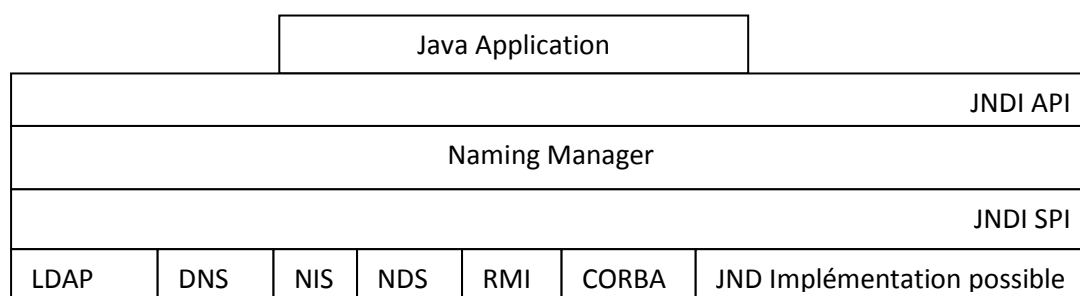 Java Application
JNDI API
Naming Manager
JNDI SPI
LDAP DNS NIS NDS RMI CORBA JND Implémentation possible